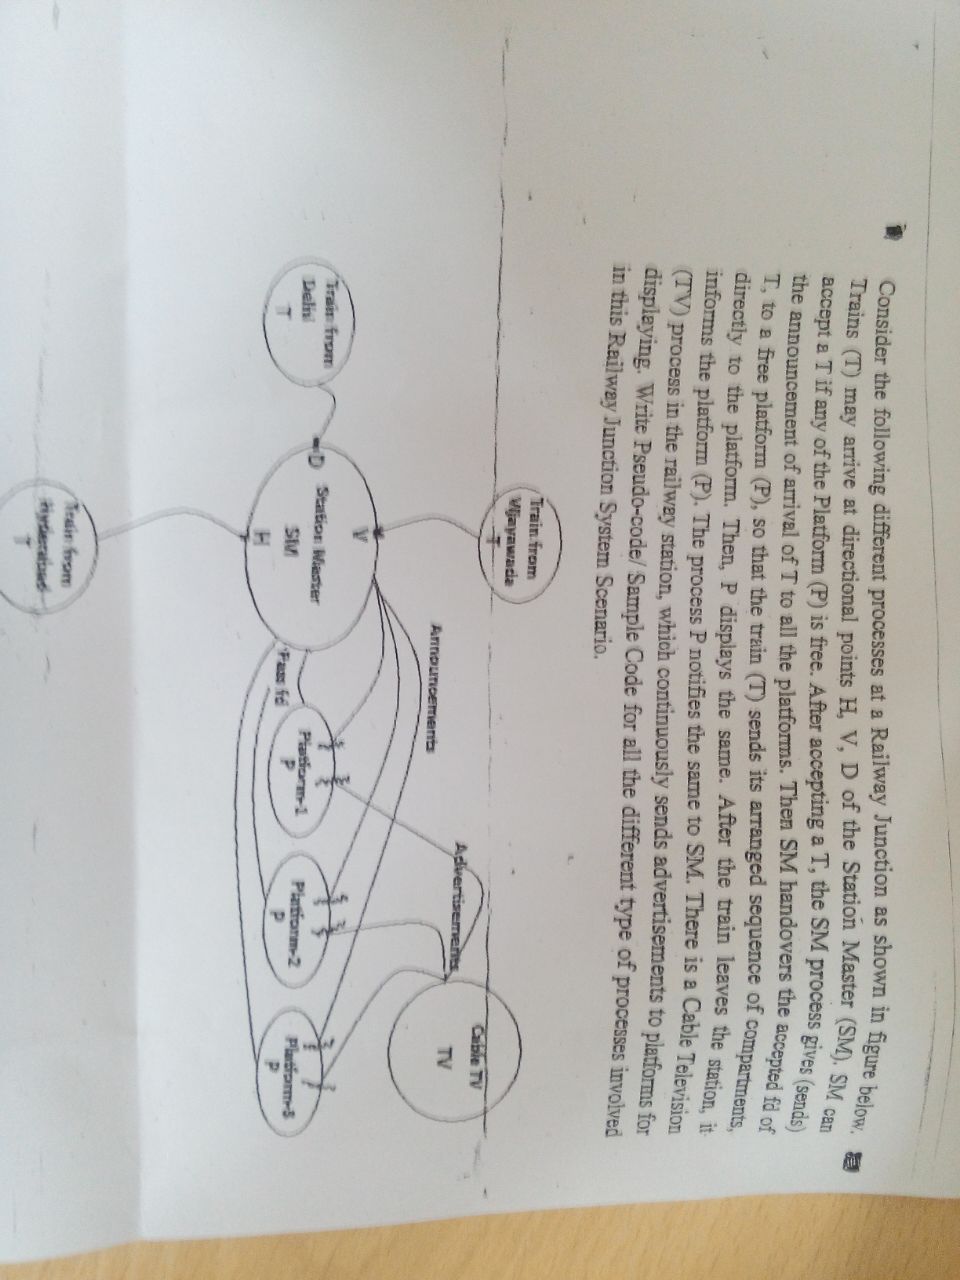 Consider the following different processes at a Railway Junction as shown in figure below.
Trains (T) may arrive at directional points H, V, D of the Station Master (SM). SM can
accept a T if any of the Platform (P) is free. After accepting a T, the SM process gives (sends)
the announcement of arrival of T to all the platforms. Then SM handovers the accepted fd of
T, to a free platform (P), so that the train (T) sends its arranged sequence of compartments,
directly to the platform. Then, P displays the same. After the train leaves the station, it
informs the platform (P). The process P notifies the same to SM. There is a Cable Television
(TV) process in the railway station, which continuously sends advertisements to platforms for
displaying. Write Pseudo-code/ Sample Code for all the different type of processes involved
in this Railway Junction System Scenario.
Train from
Vijayawada
T
Announcements
Advertisements
Cable TV
TV
Train from
Delhi
T
V
D
Station Master
SM
H
Pass fd
Platform-1
P
Platform-2
P
P
Train from
Hyderabad
T